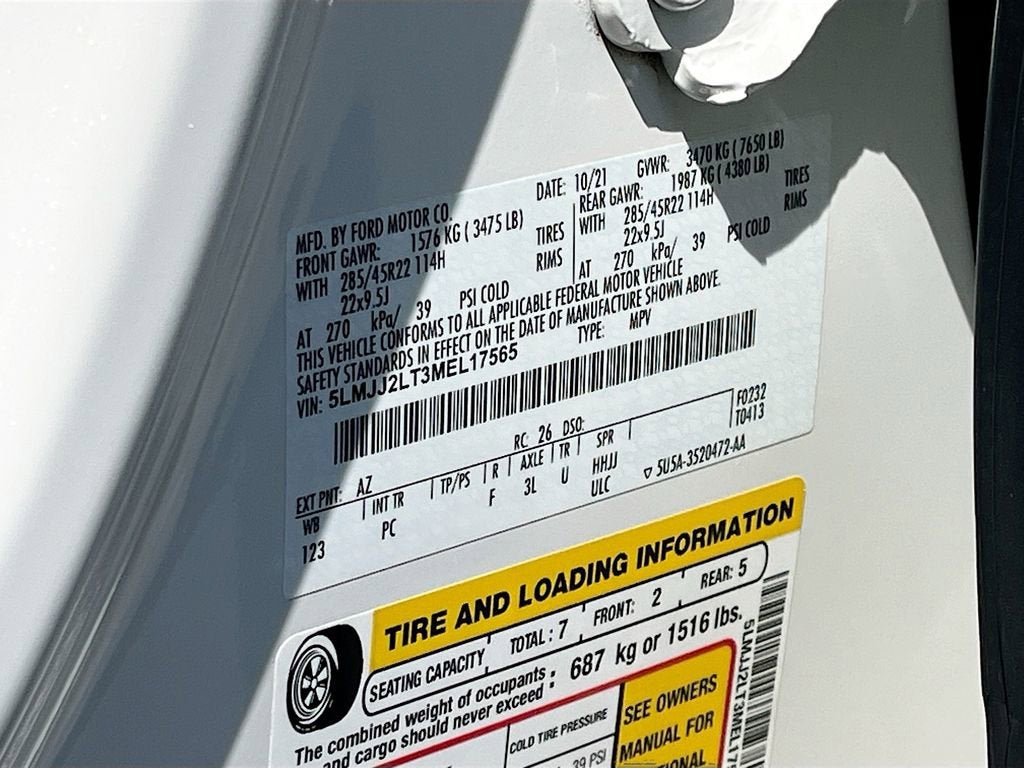 MFD. BY FORD MOTOR CO. DATE: 10/21 GVWR: 3470 KG ( 7650 LB)
FRONT GAWR: 1576 KG ( 3475 LB) REAR GAWR: 1987 KG ( 4380 LB)
WITH 285/45R22 114H TIRES WITH 285/45R22 114H TIRES
22x9.5J RIMS 22x9.5J RIMS
AT 270 kPa/ 39 PSI COLD AT 270 kPa/ 39 PSI COLD
THIS VEHICLE CONFORMS TO ALL APPLICABLE FEDERAL MOTOR VEHICLE
SAFETY STANDARDS IN EFFECT ON THE DATE OF MANUFACTURE SHOWN ABOVE.
VIN: 5LMJJ2LT3MEL17565 TYPE: MPV
F0232
T0413
EXT PNT: AZ RC: 26 DSO:
WB INT TR TP/PS R AXLE TR SPR
123 PC F 3L U HHJJ
ULC
▽ 5U5A-3520472-AA
TIRE AND LOADING INFORMATION
SEATING CAPACITY TOTAL : 7 FRONT: 2 REAR: 5
The combined weight of occupants : 687 kg or 1516 lbs.
and cargo should never exceed :
COLD TIRE PRESSURE
39 PSI
SEE OWNERS
MANUAL FOR
5LMJJ2LT3MEL17